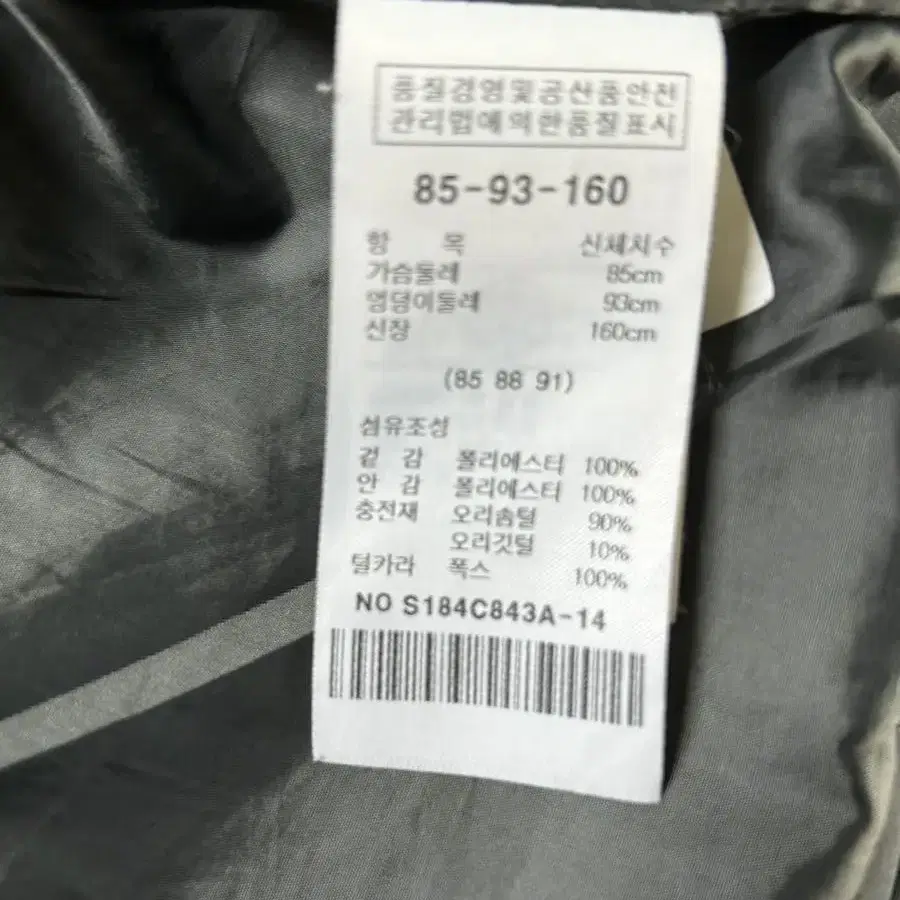 품질경영및공산품안전
관리법에의한품질표시
85-93-160
항 목 신체치수
가슴둘레 85cm
엉덩이둘레 93cm
신장 160cm
(85 88 91)
섬유조성
겉 감 폴리에스터 100%
안 감 폴리에스터 100%
충전재 오리솜털 90%
오리깃털 10%
털카라 폭스 100%
NO S184C843A-14